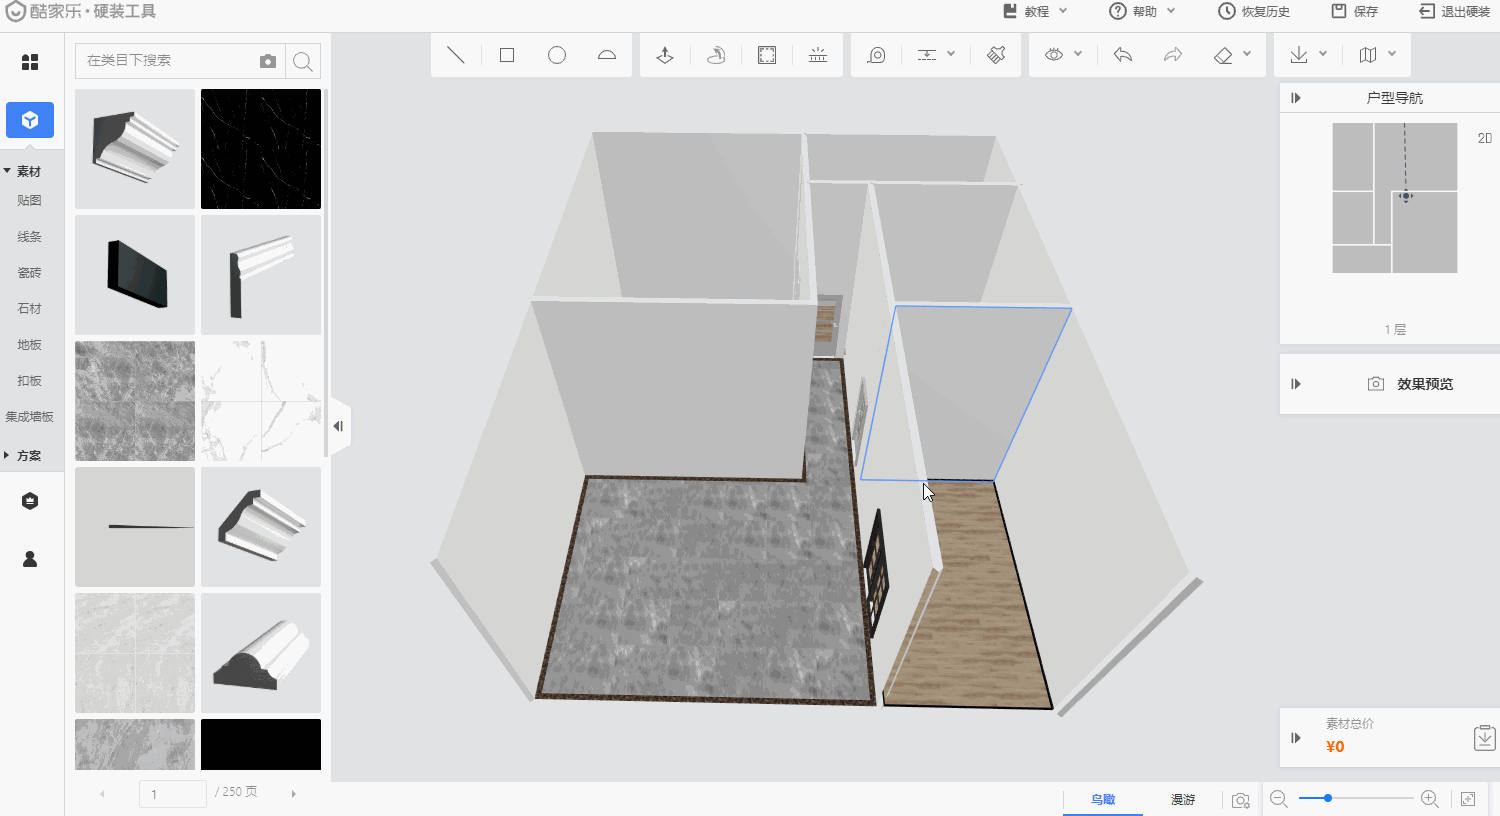 酷家乐·硬装工具
教程
帮助
恢复历史
保存
退出硬装
在类目下搜索
素材
贴图
线条
瓷砖
石材
地板
扣板
集成墙板
方案
户型导航
2D
1 层
效果预览
素材总价
¥0
1 / 250 页
鸟瞰
漫游